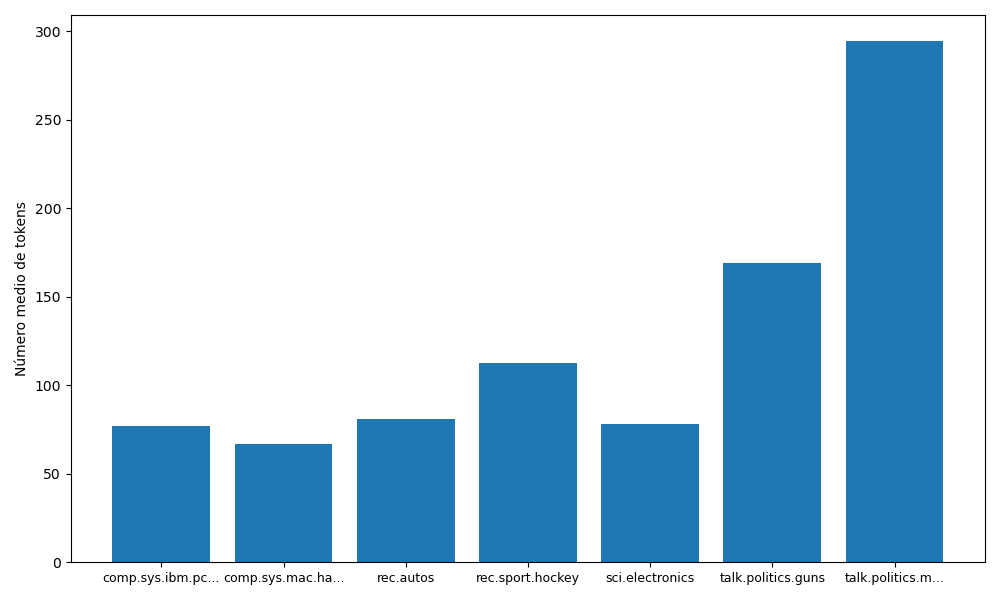 Número medio de tokens
300
250
200
150
100
50
0
comp.sys.ibm.pc...
comp.sys.mac.ha...
rec.autos
rec.sport.hockey
sci.electronics
talk.politics.guns
talk.politics.m...